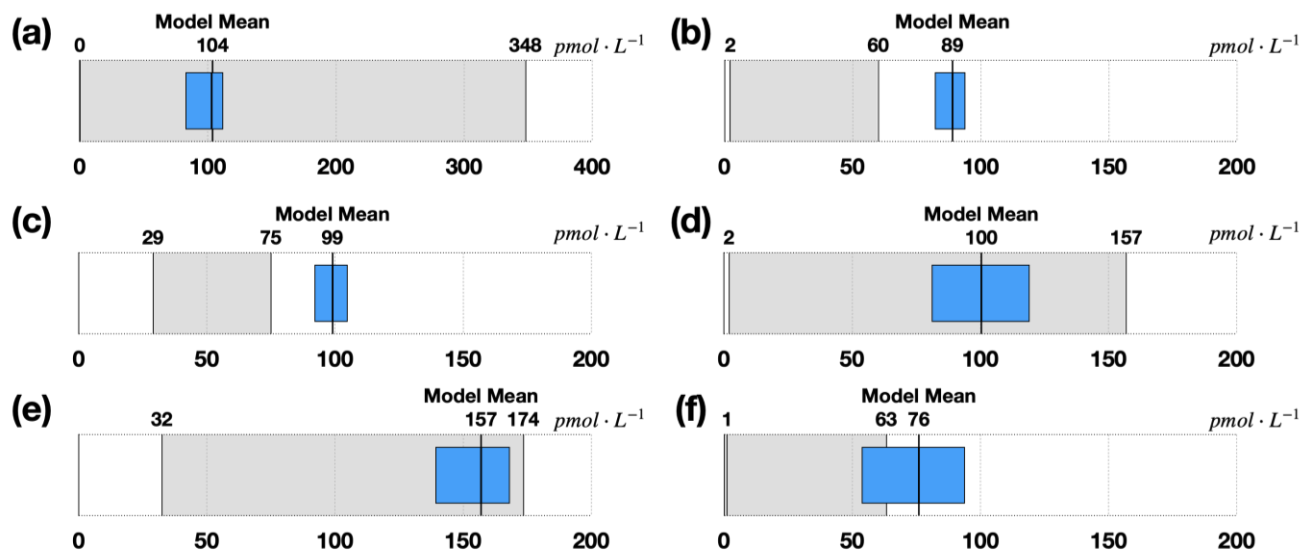 (a) Model Mean
0 104 348 pmol · L⁻¹
0 100 200 300 400
(b) Model Mean
2 60 89 pmol · L⁻¹
0 50 100 150 200
(c) Model Mean
29 75 99 pmol · L⁻¹
0 50 100 150 200
(d) Model Mean
2 100 157 pmol · L⁻¹
0 50 100 150 200
(e) Model Mean
32 157 174 pmol · L⁻¹
0 50 100 150 200
(f) Model Mean
1 63 76 pmol · L⁻¹
0 50 100 150 200